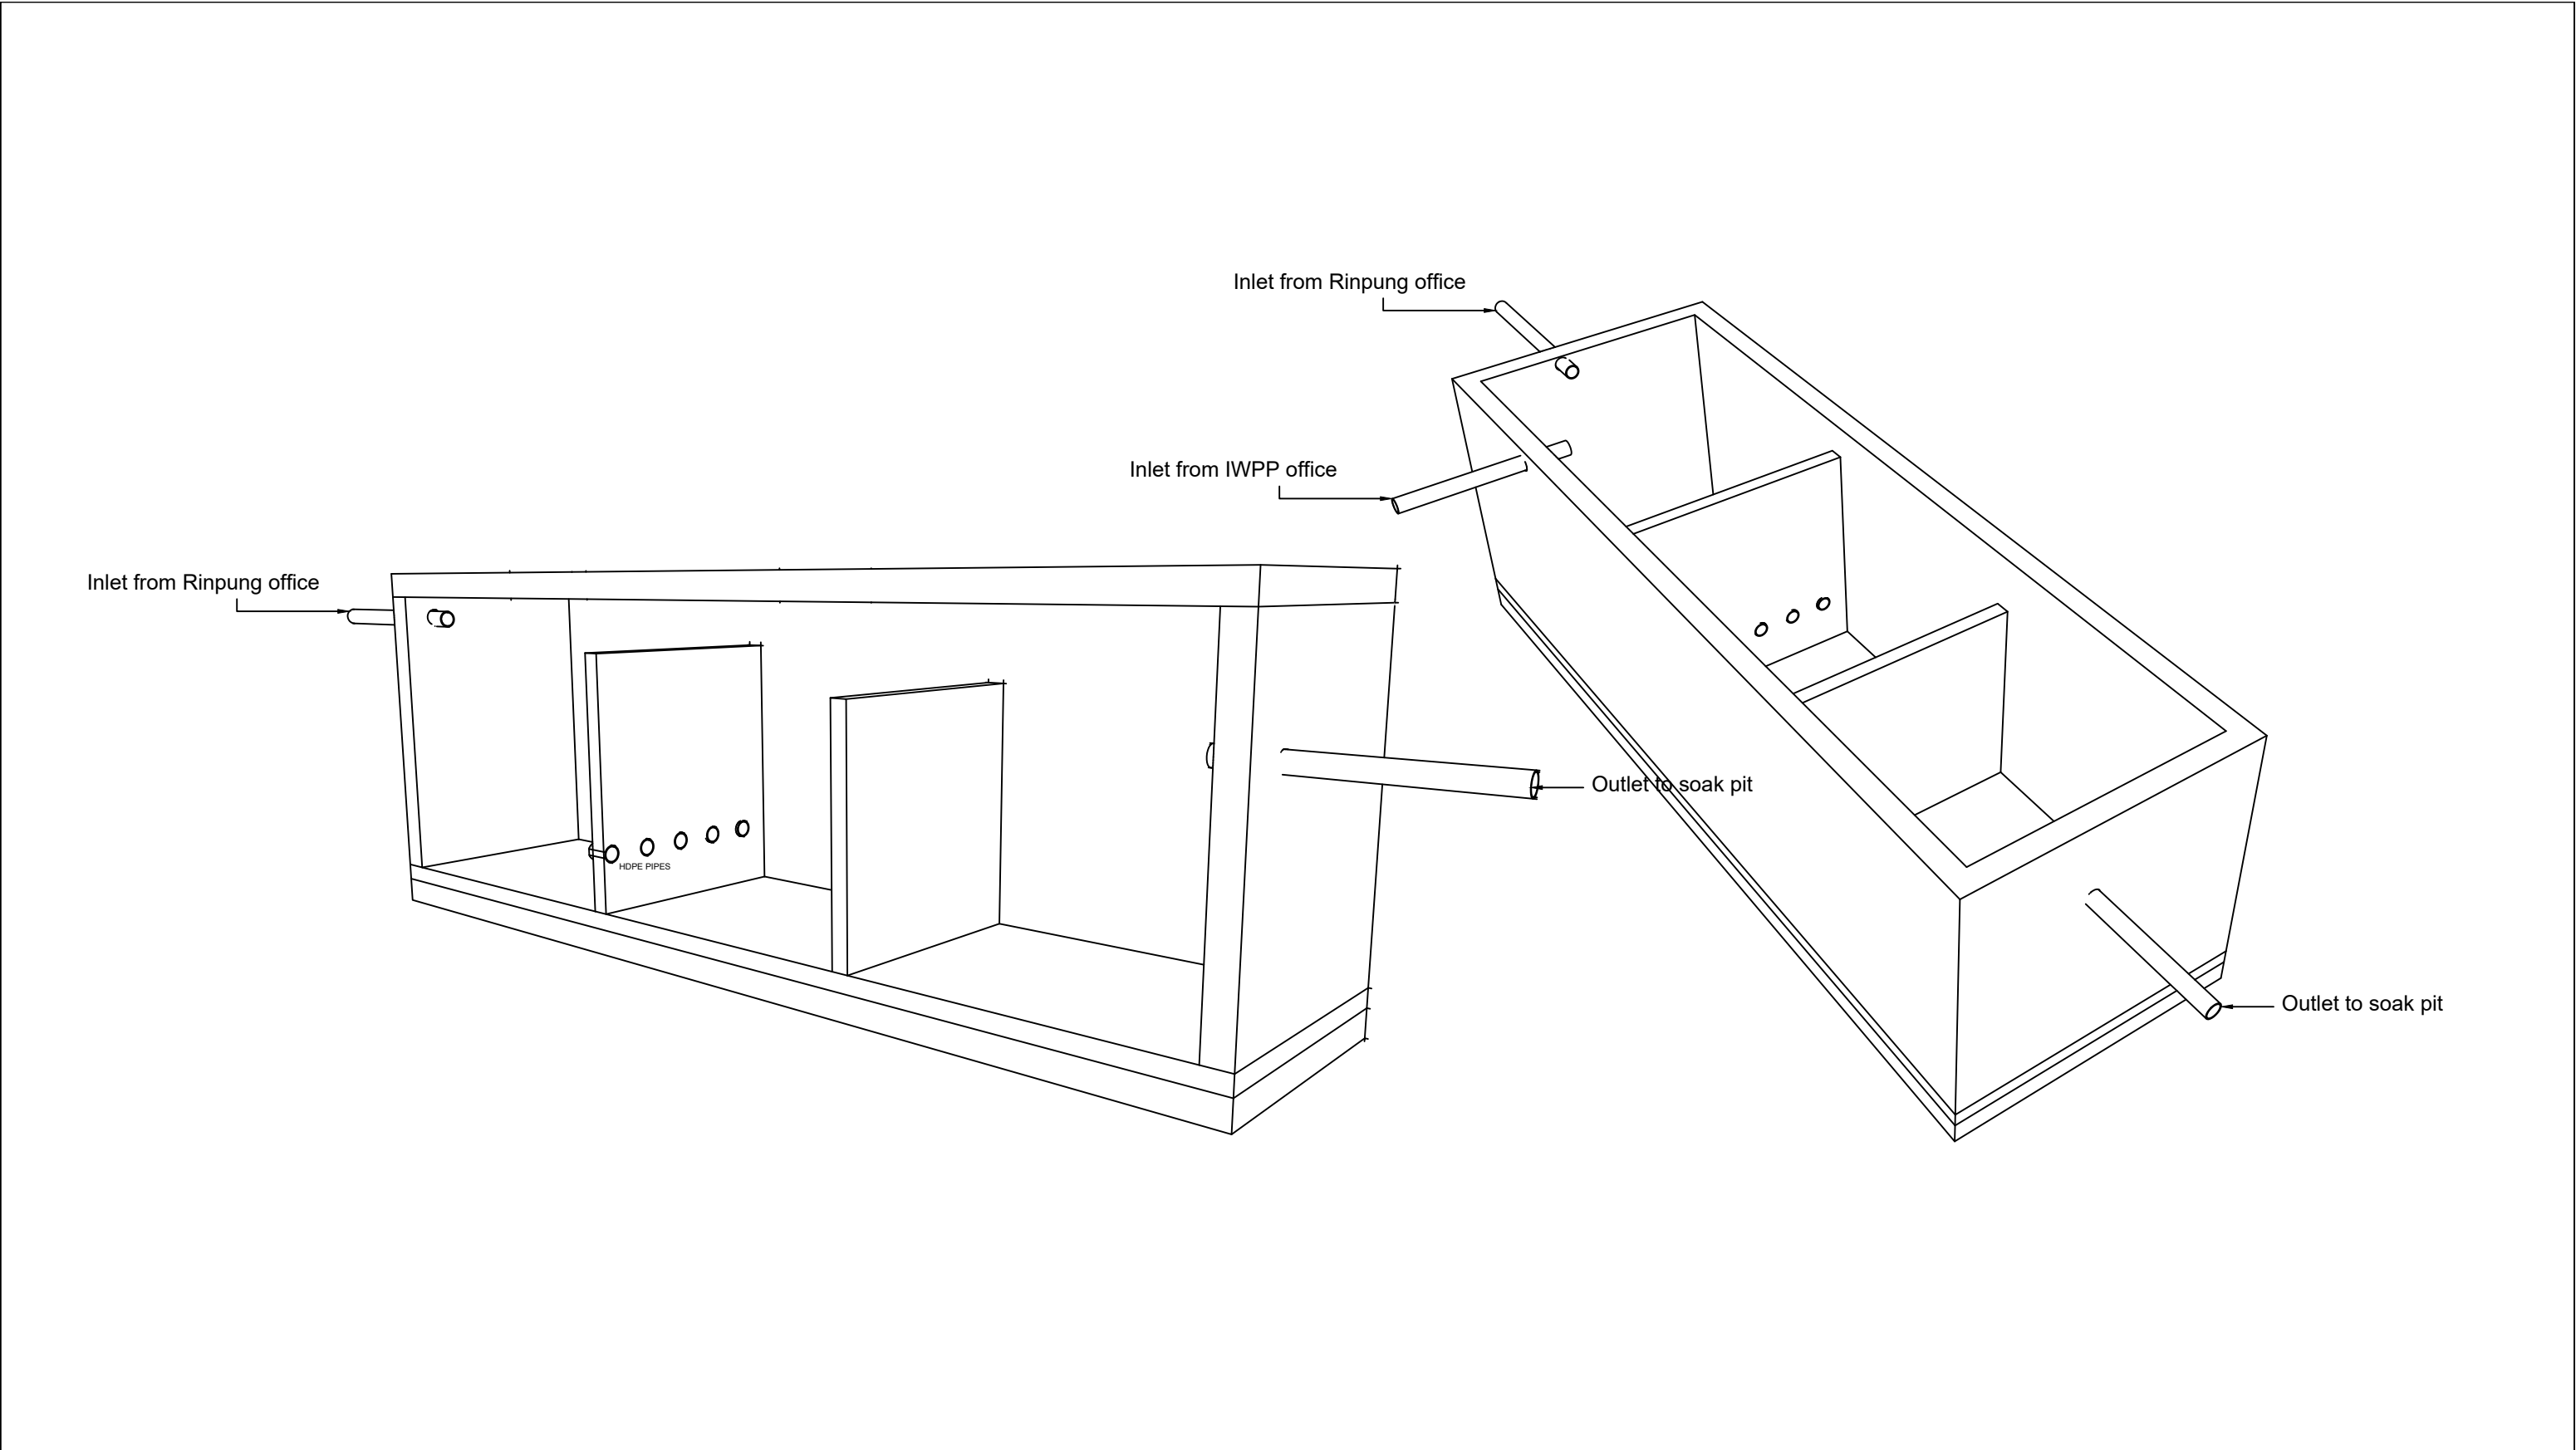 Inlet from Rinpung office
Inlet from IWPP office
Inlet from Rinpung office
Outlet to soak pit
HDPE PIPES
Outlet to soak pit